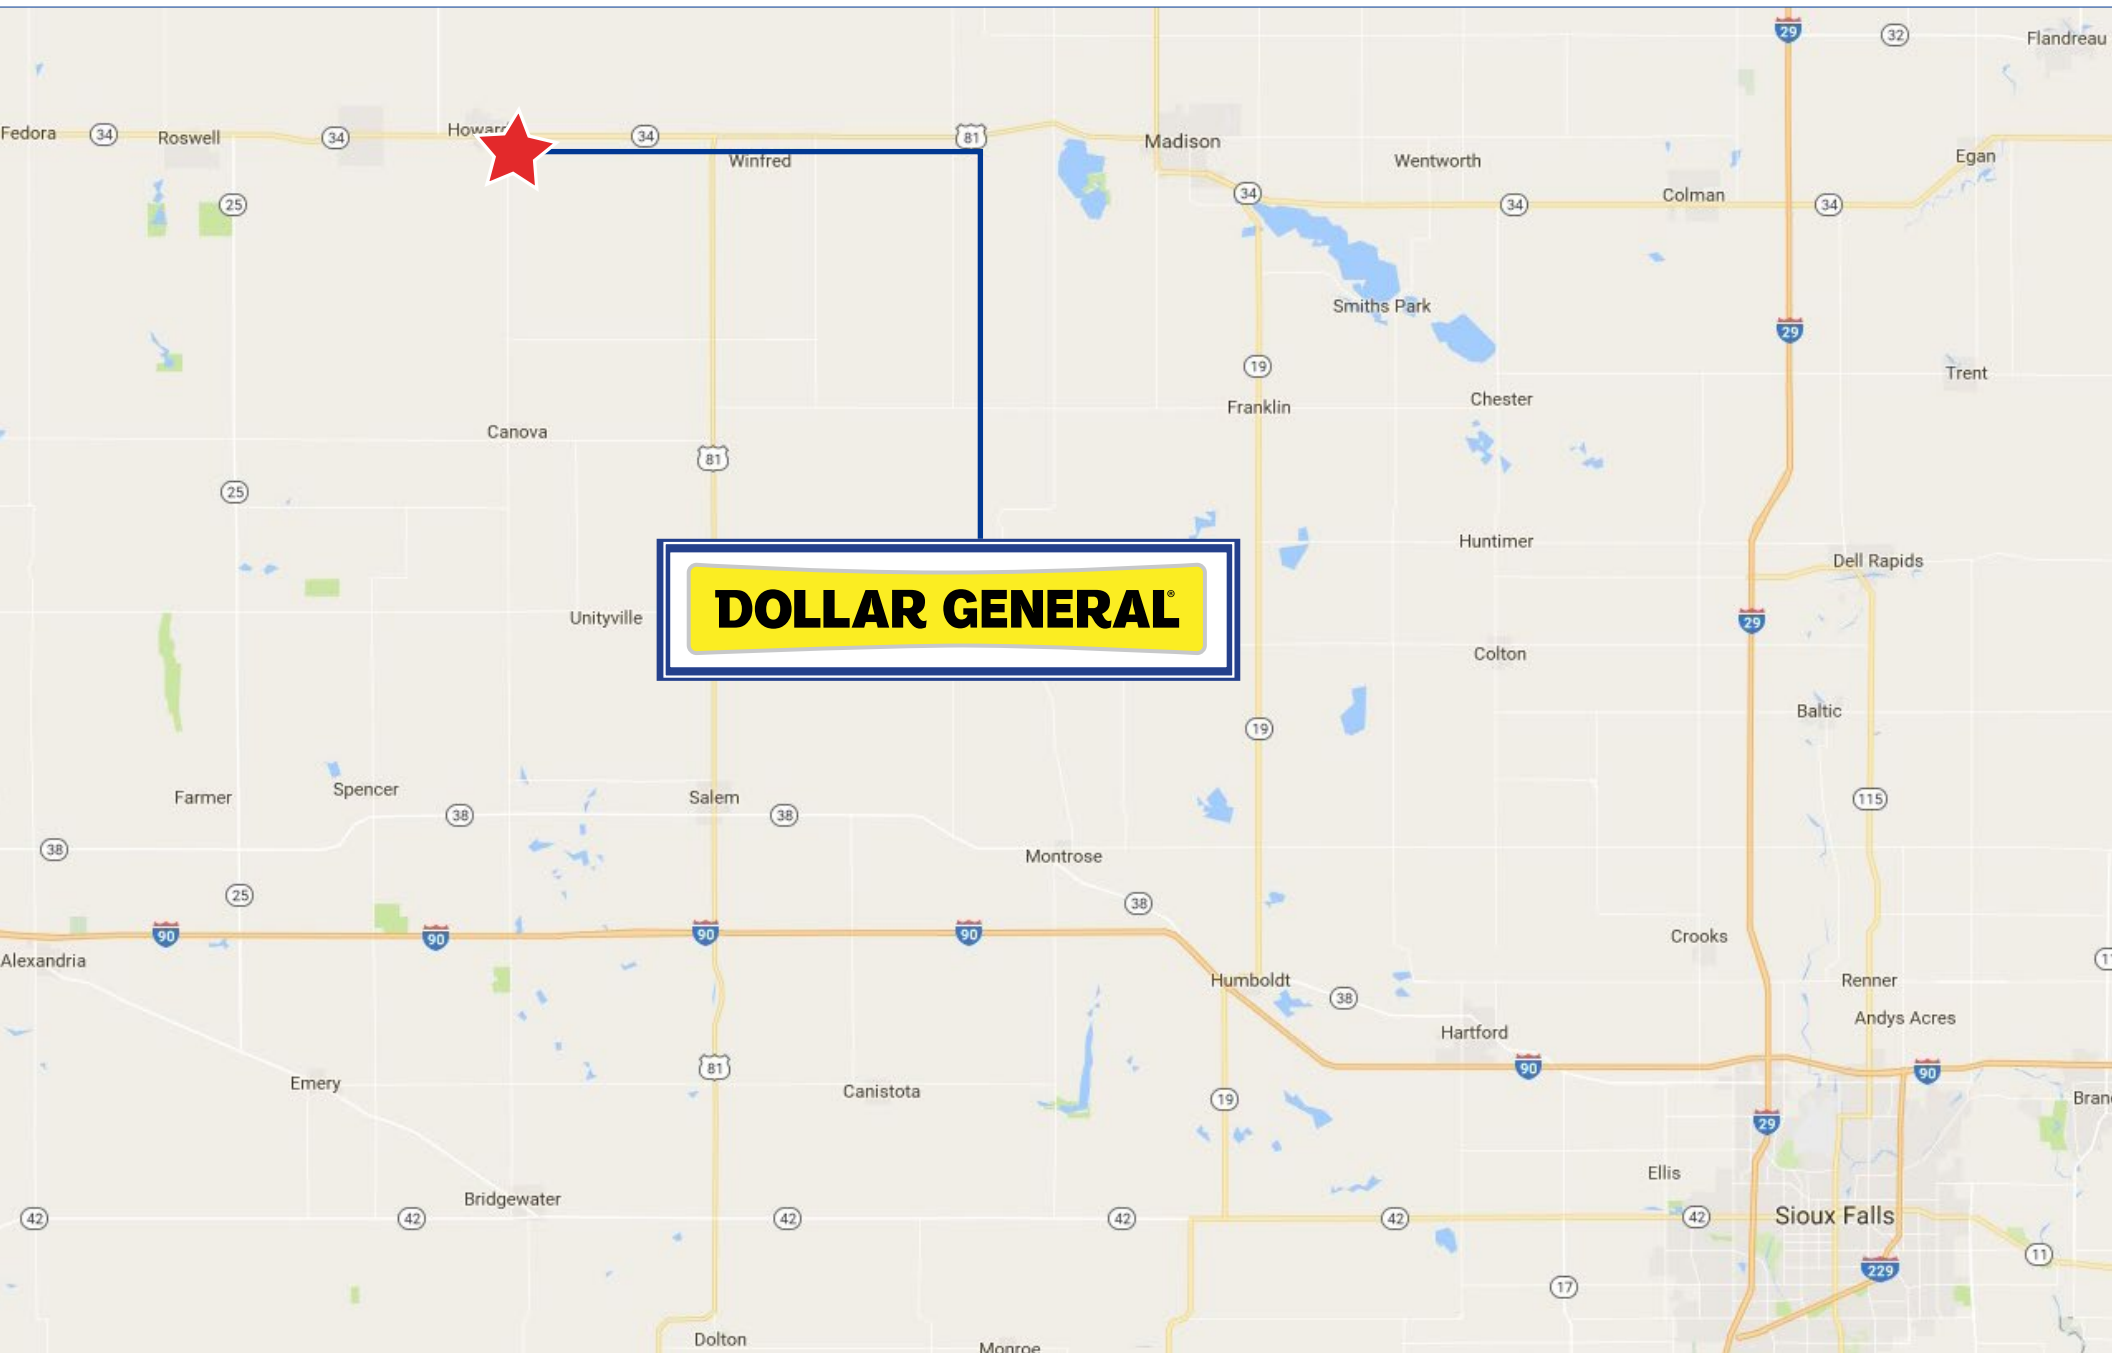 29
32
Flandreau
Fedora
34
Roswell
34
Howard
34
81
Madison
Winfred
Wentworth
Egan
34
Colman
25
34
34
Smiths Park
29
19
Trent
Chester
Franklin
Canova
81
25
Huntimer
Dell Rapids
DOLLAR GENERAL®
Unityville
29
Colton
Baltic
19
Spencer
Farmer
Salem
115
38
38
38
Montrose
25
38
90
90
90
90
Crooks
Alexandria
Humboldt
Renner
38
Andys Acres
Hartford
81
90
90
Emery
Canistota
19
Bran
29
Ellis
Bridgewater
42
42
42
42
42
42
Sioux Falls
11
229
17
Dolton
Monroe